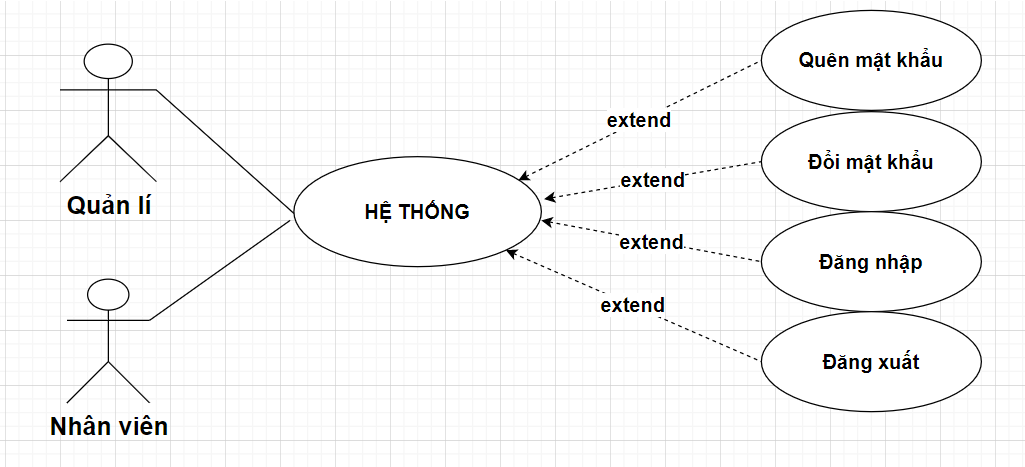 Quản lí
Nhân viên
HỆ THỐNG
extend
extend
extend
extend
Quên mật khẩu
Đổi mật khẩu
Đăng nhập
Đăng xuất